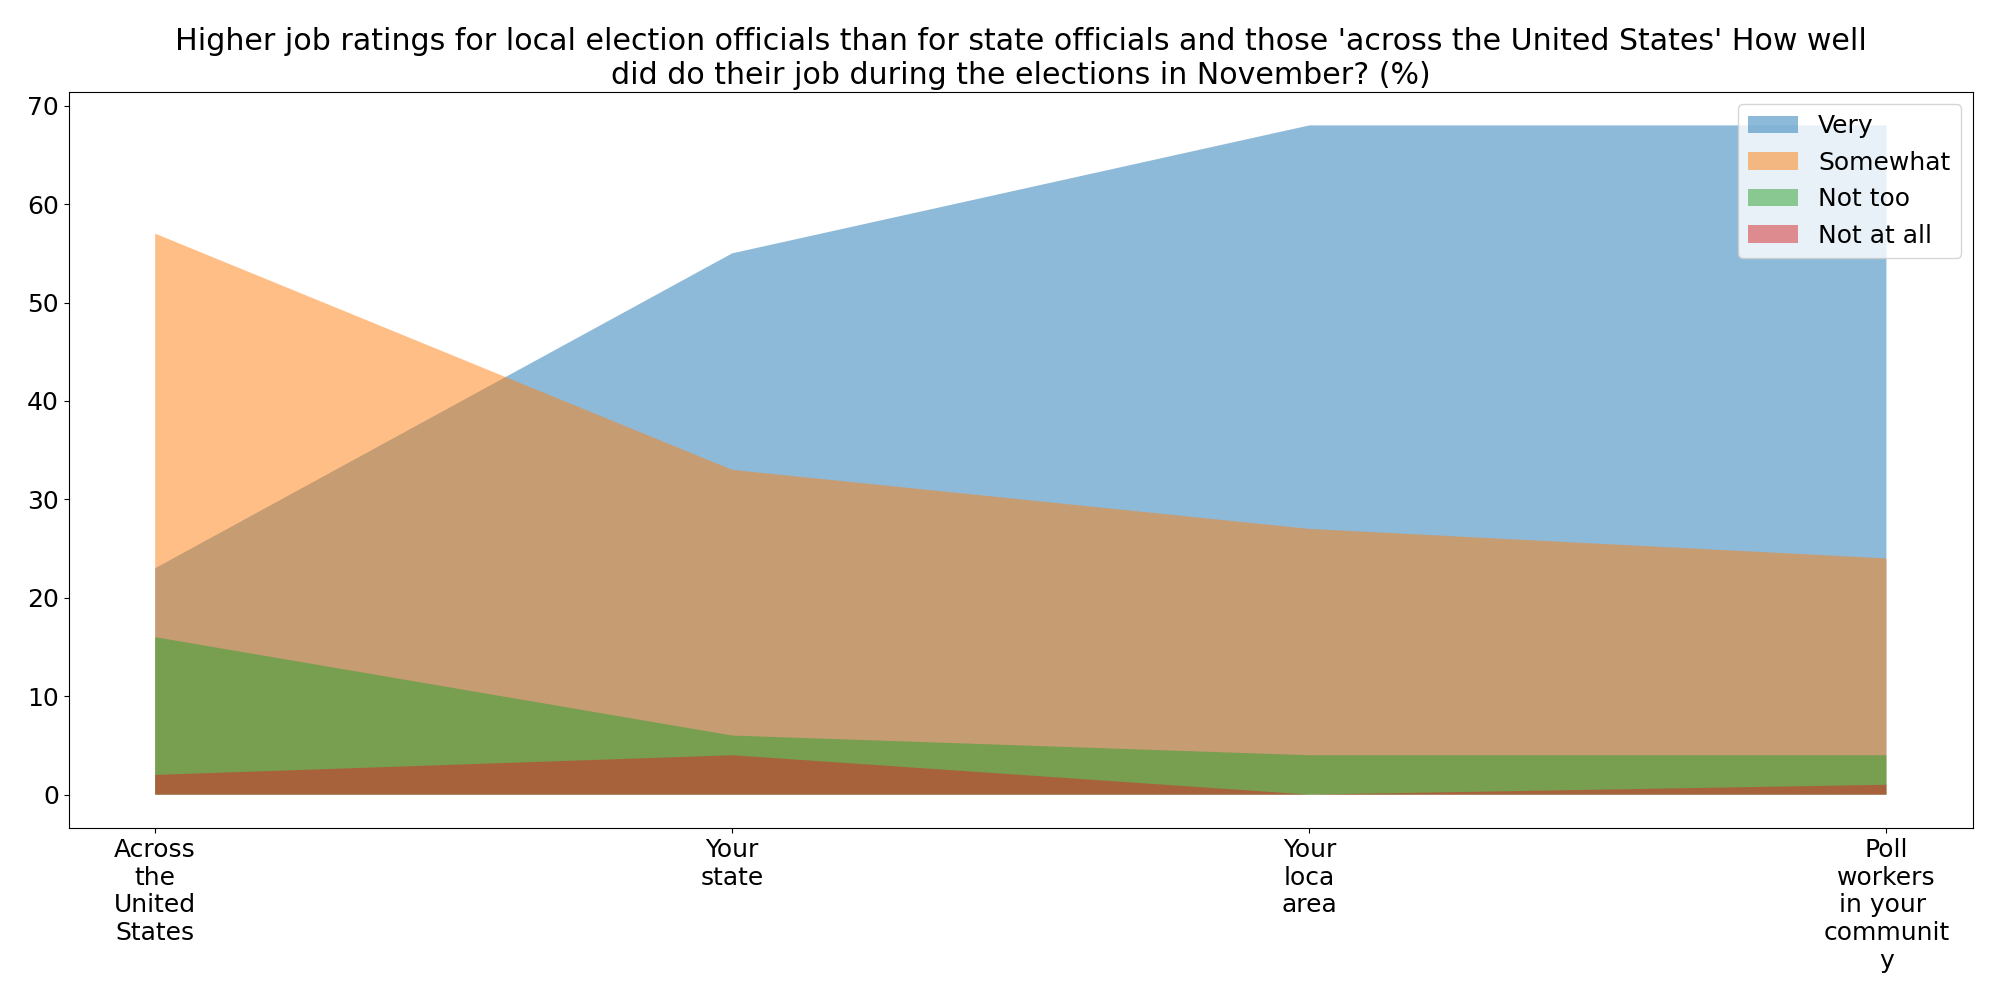 Higher job ratings for local election officials than for state officials and those 'across the United States' How well
did do their job during the elections in November? (%)
70
60
50
40
30
20
10
0
Very
Somewhat
Not too
Not at all
Across
the
United
States
Your
state
Your
loca
area
Poll
workers
in your
communit
y